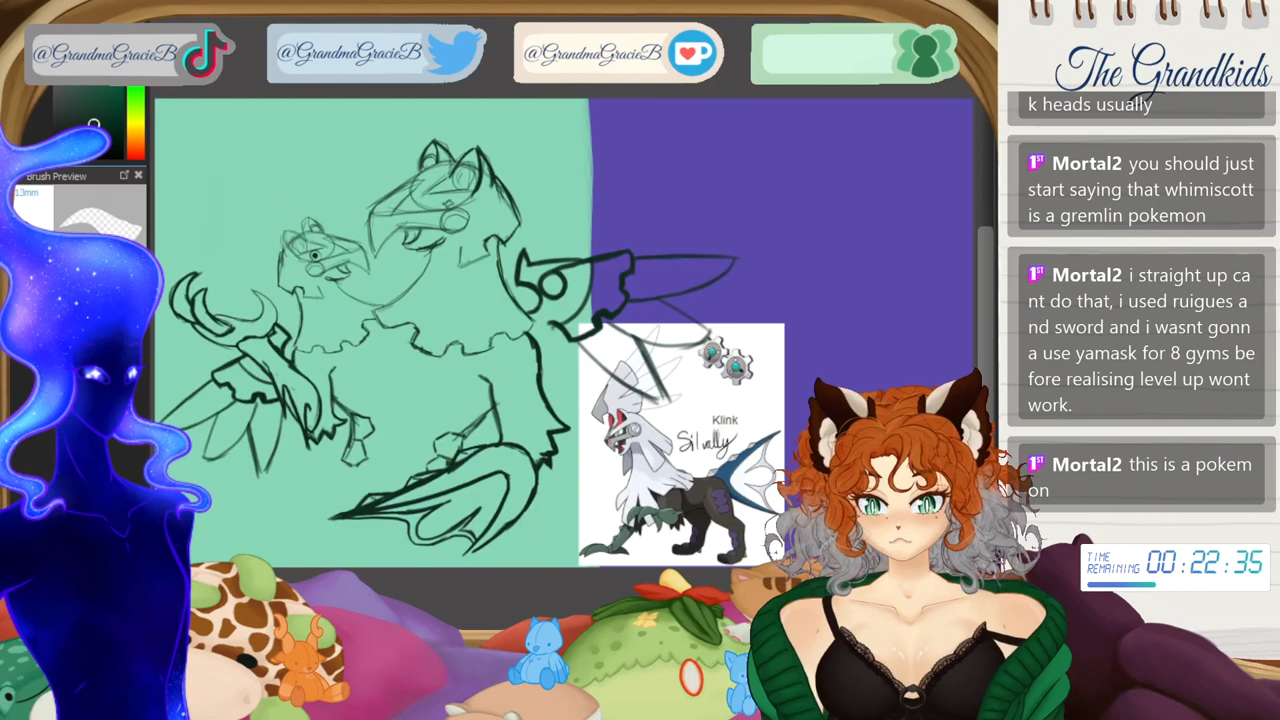 @GrandmaGracieB
@GrandmaGracieB
@GrandmaGracieB
The Grandkids
Brush Preview
13mm
k heads usually
1ST Mortal2 you should just
start saying that whimiscott
is a gremlin pokemon
1ST Mortal2 i straight up ca
nt do that, i used ruigues a
nd sword and i wasnt gonn
a use yamask for 8 gyms be
fore realising level up wont
work.
1ST Mortal2 this is a pokem
on
Klink
Silvally
TIME
REMAINING 00:22:35